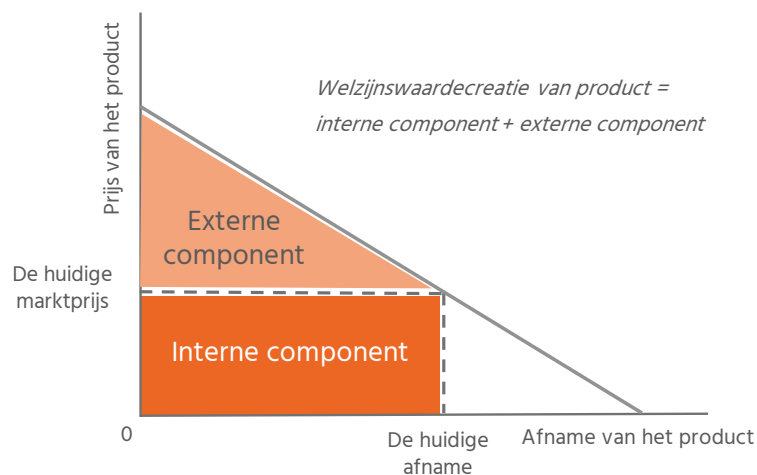 Prijs van het product
Welzijnswaardecreatie van product =
interne component + externe component
Externe
component
De huidige
marktprijs
Interne component
0
De huidige
afname
Afname van het product